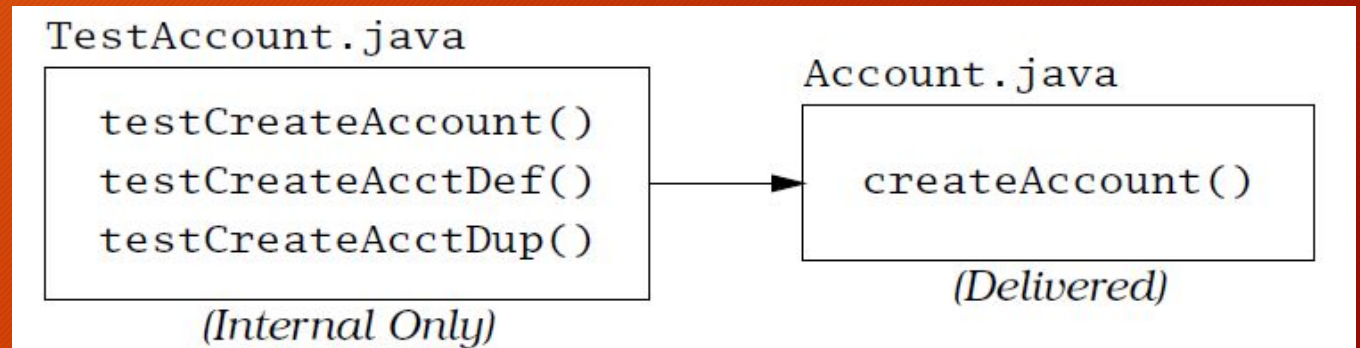 TestAccount.java
testCreateAccount()
testCreateAcctDef()
testCreateAcctDup()
(Internal Only)
Account.java
createAccount()
(Delivered)